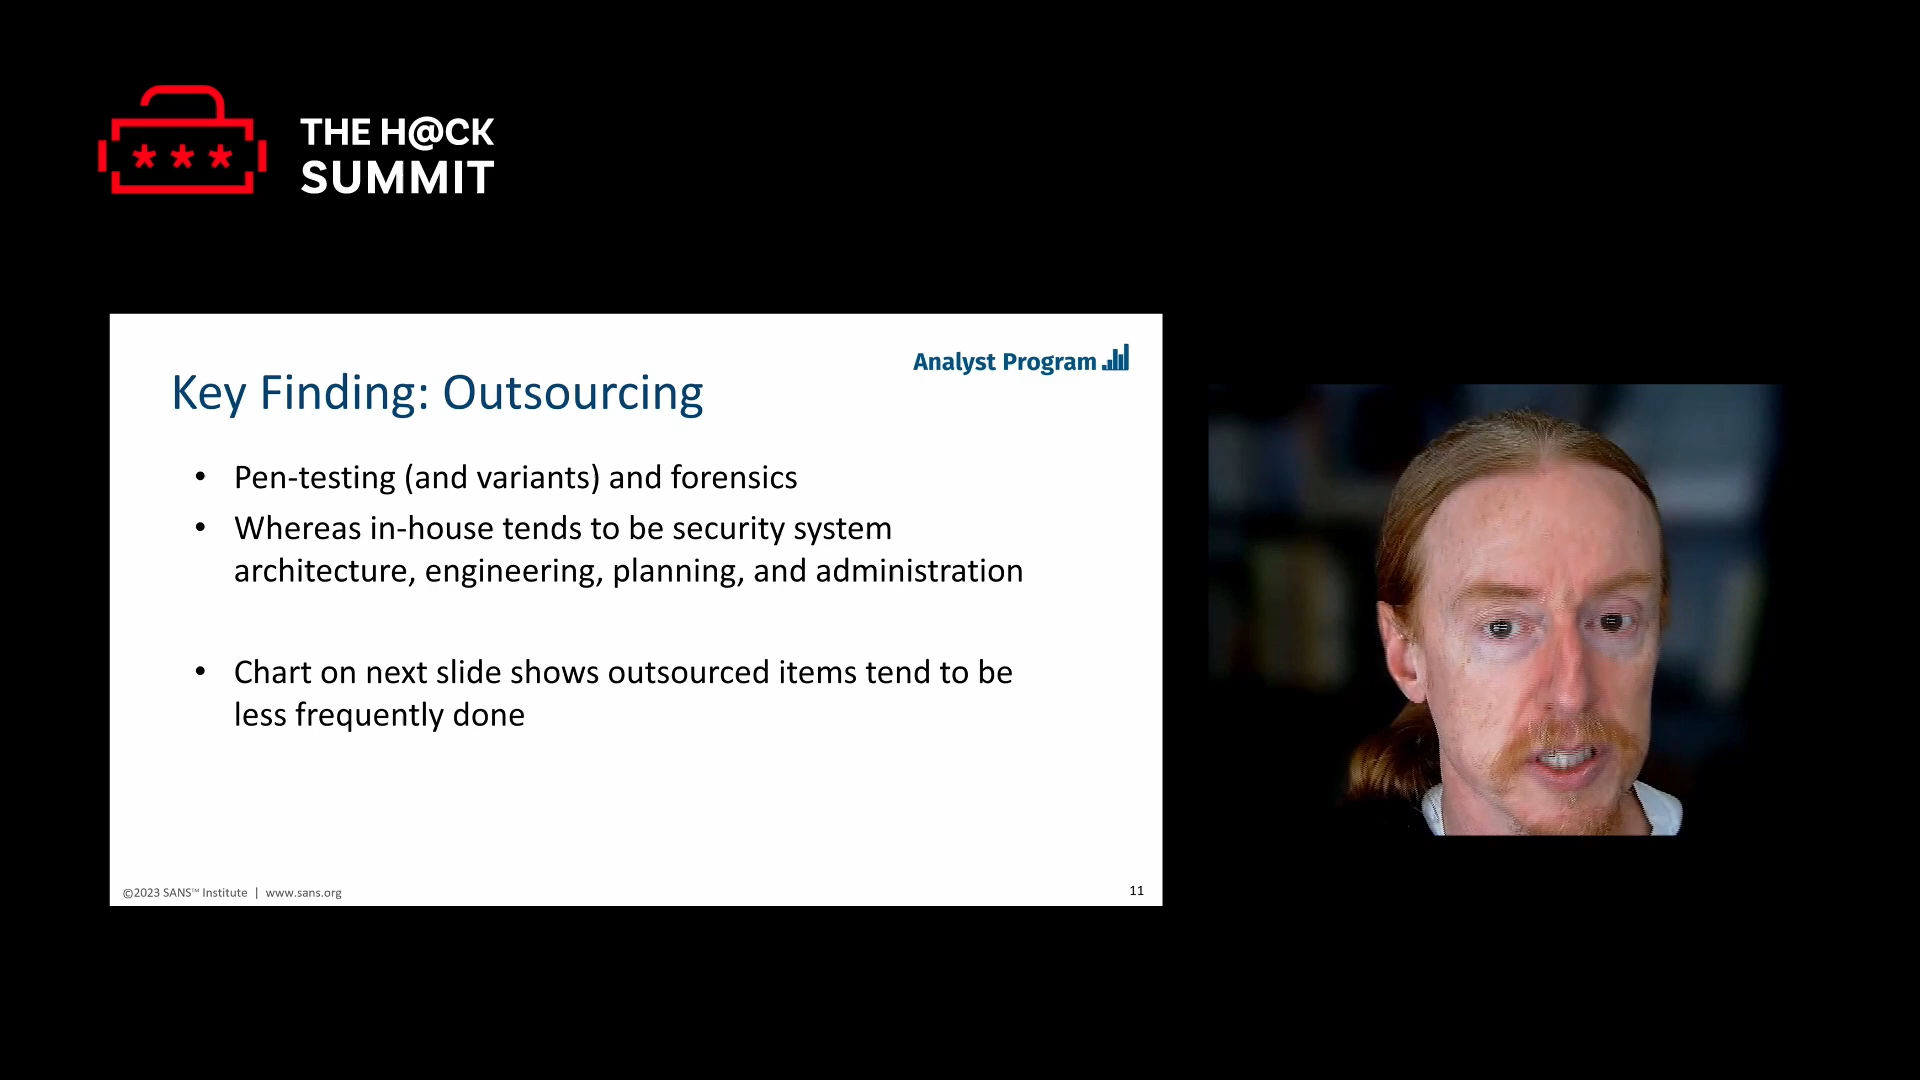 THE H@CK
SUMMIT
***
Analyst Program
Key Finding: Outsourcing
• Pen-testing (and variants) and forensics
• Whereas in-house tends to be security system
architecture, engineering, planning, and administration
• Chart on next slide shows outsourced items tend to be
less frequently done
©2023 SANS™ Institute | www.sans.org
11